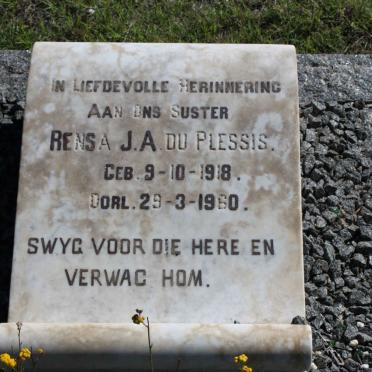 IN LIEFDEVOLLE HERINNERING
AAN ONS SUSTER
RENSA J.A. DU PLESSIS.
GEB. 9-10-1918.
OORL. 29-3-1960.
SWYG VOOR DIE HERE EN
VERWAG HOM.